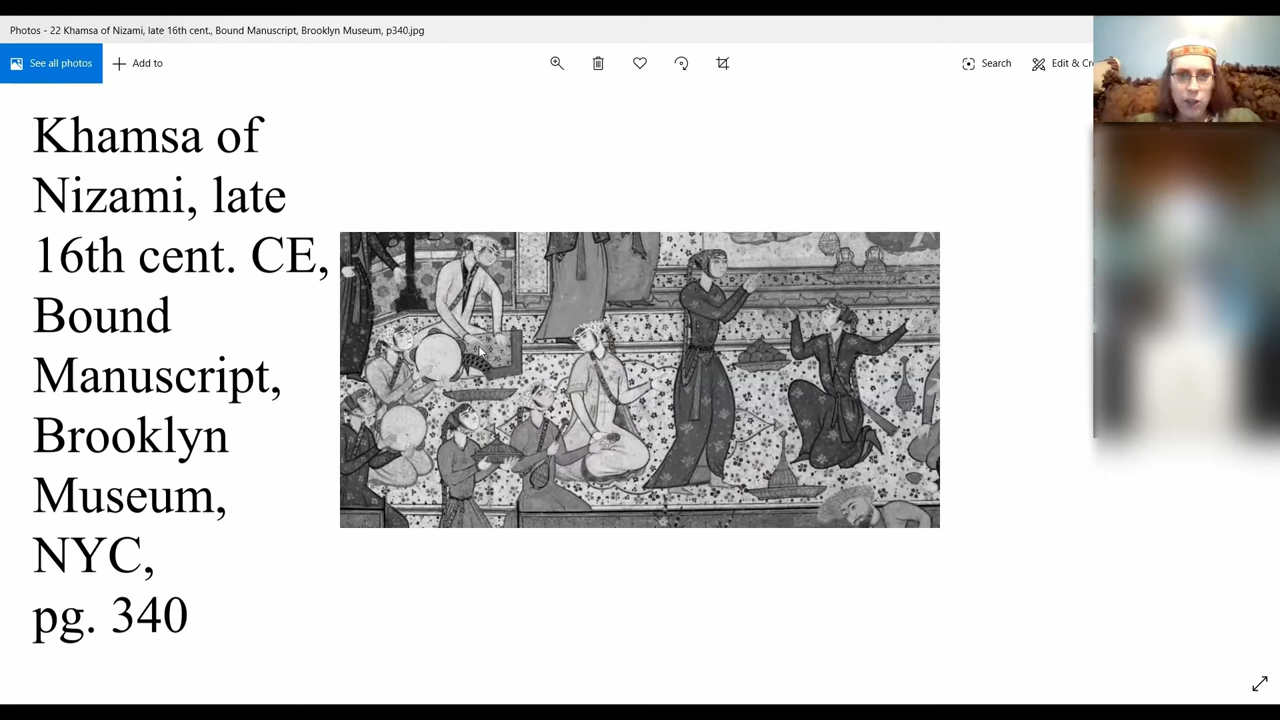 Photos - 22 Khamsa of Nizami, late 16th cent., Bound Manuscript, Brooklyn Museum, p340.jpg
See all photos
Add to
Search
Edit & Cr
Khamsa of
Nizami, late
16th cent. CE,
Bound
Manuscript,
Brooklyn
Museum,
NYC,
pg. 340